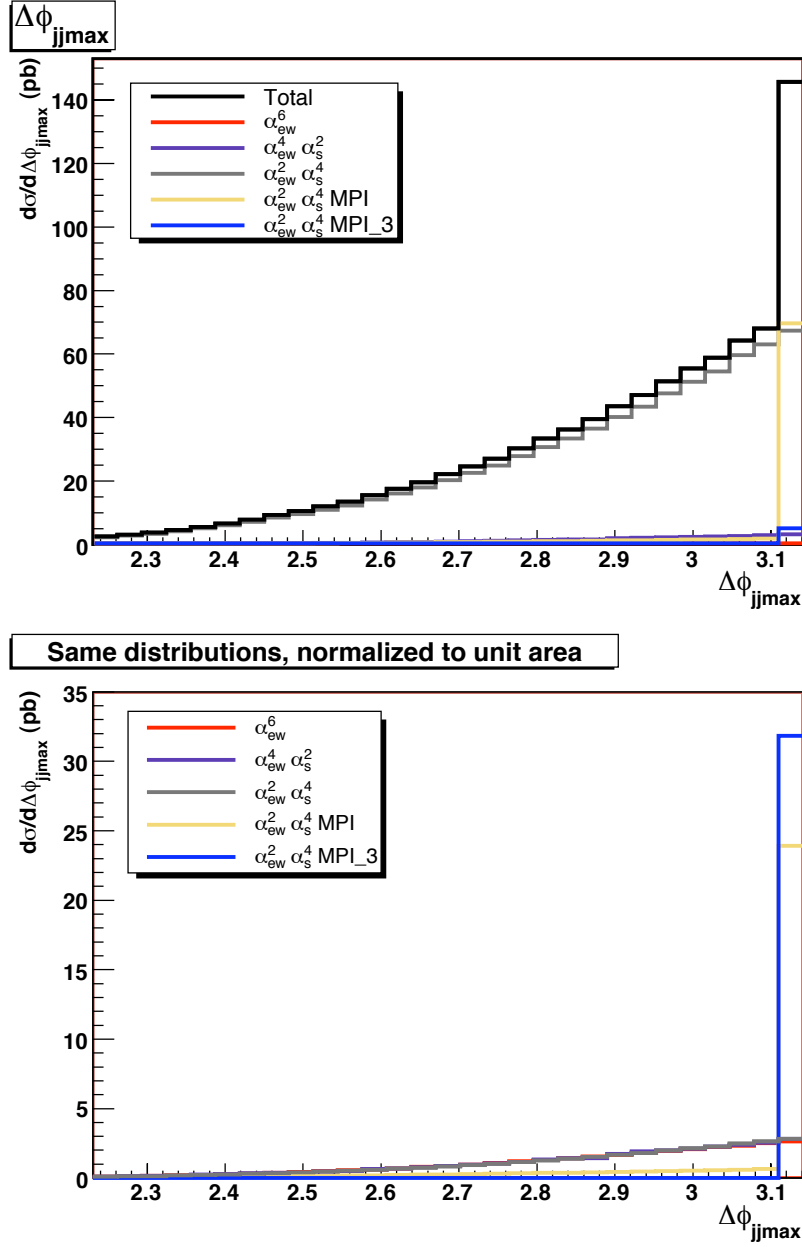 Δϕjjmax
dσ/dΔϕjjmax (pb)
140
120
100
80
60
40
20
0
Total
α⁶ew
α⁴ew α²s
α²ew α⁴s
α²ew α⁴s MPI
α²ew α⁴s MPI_3
2.3 2.4 2.5 2.6 2.7 2.8 2.9 3 3.1
Δϕjjmax
Same distributions, normalized to unit area
dσ/dΔϕjjmax (pb)
35
30
25
20
15
10
5
0
α⁶ew
α⁴ew α²s
α²ew α⁴s
α²ew α⁴s MPI
α²ew α⁴s MPI_3
2.3 2.4 2.5 2.6 2.7 2.8 2.9 3 3.1
Δϕjjmax